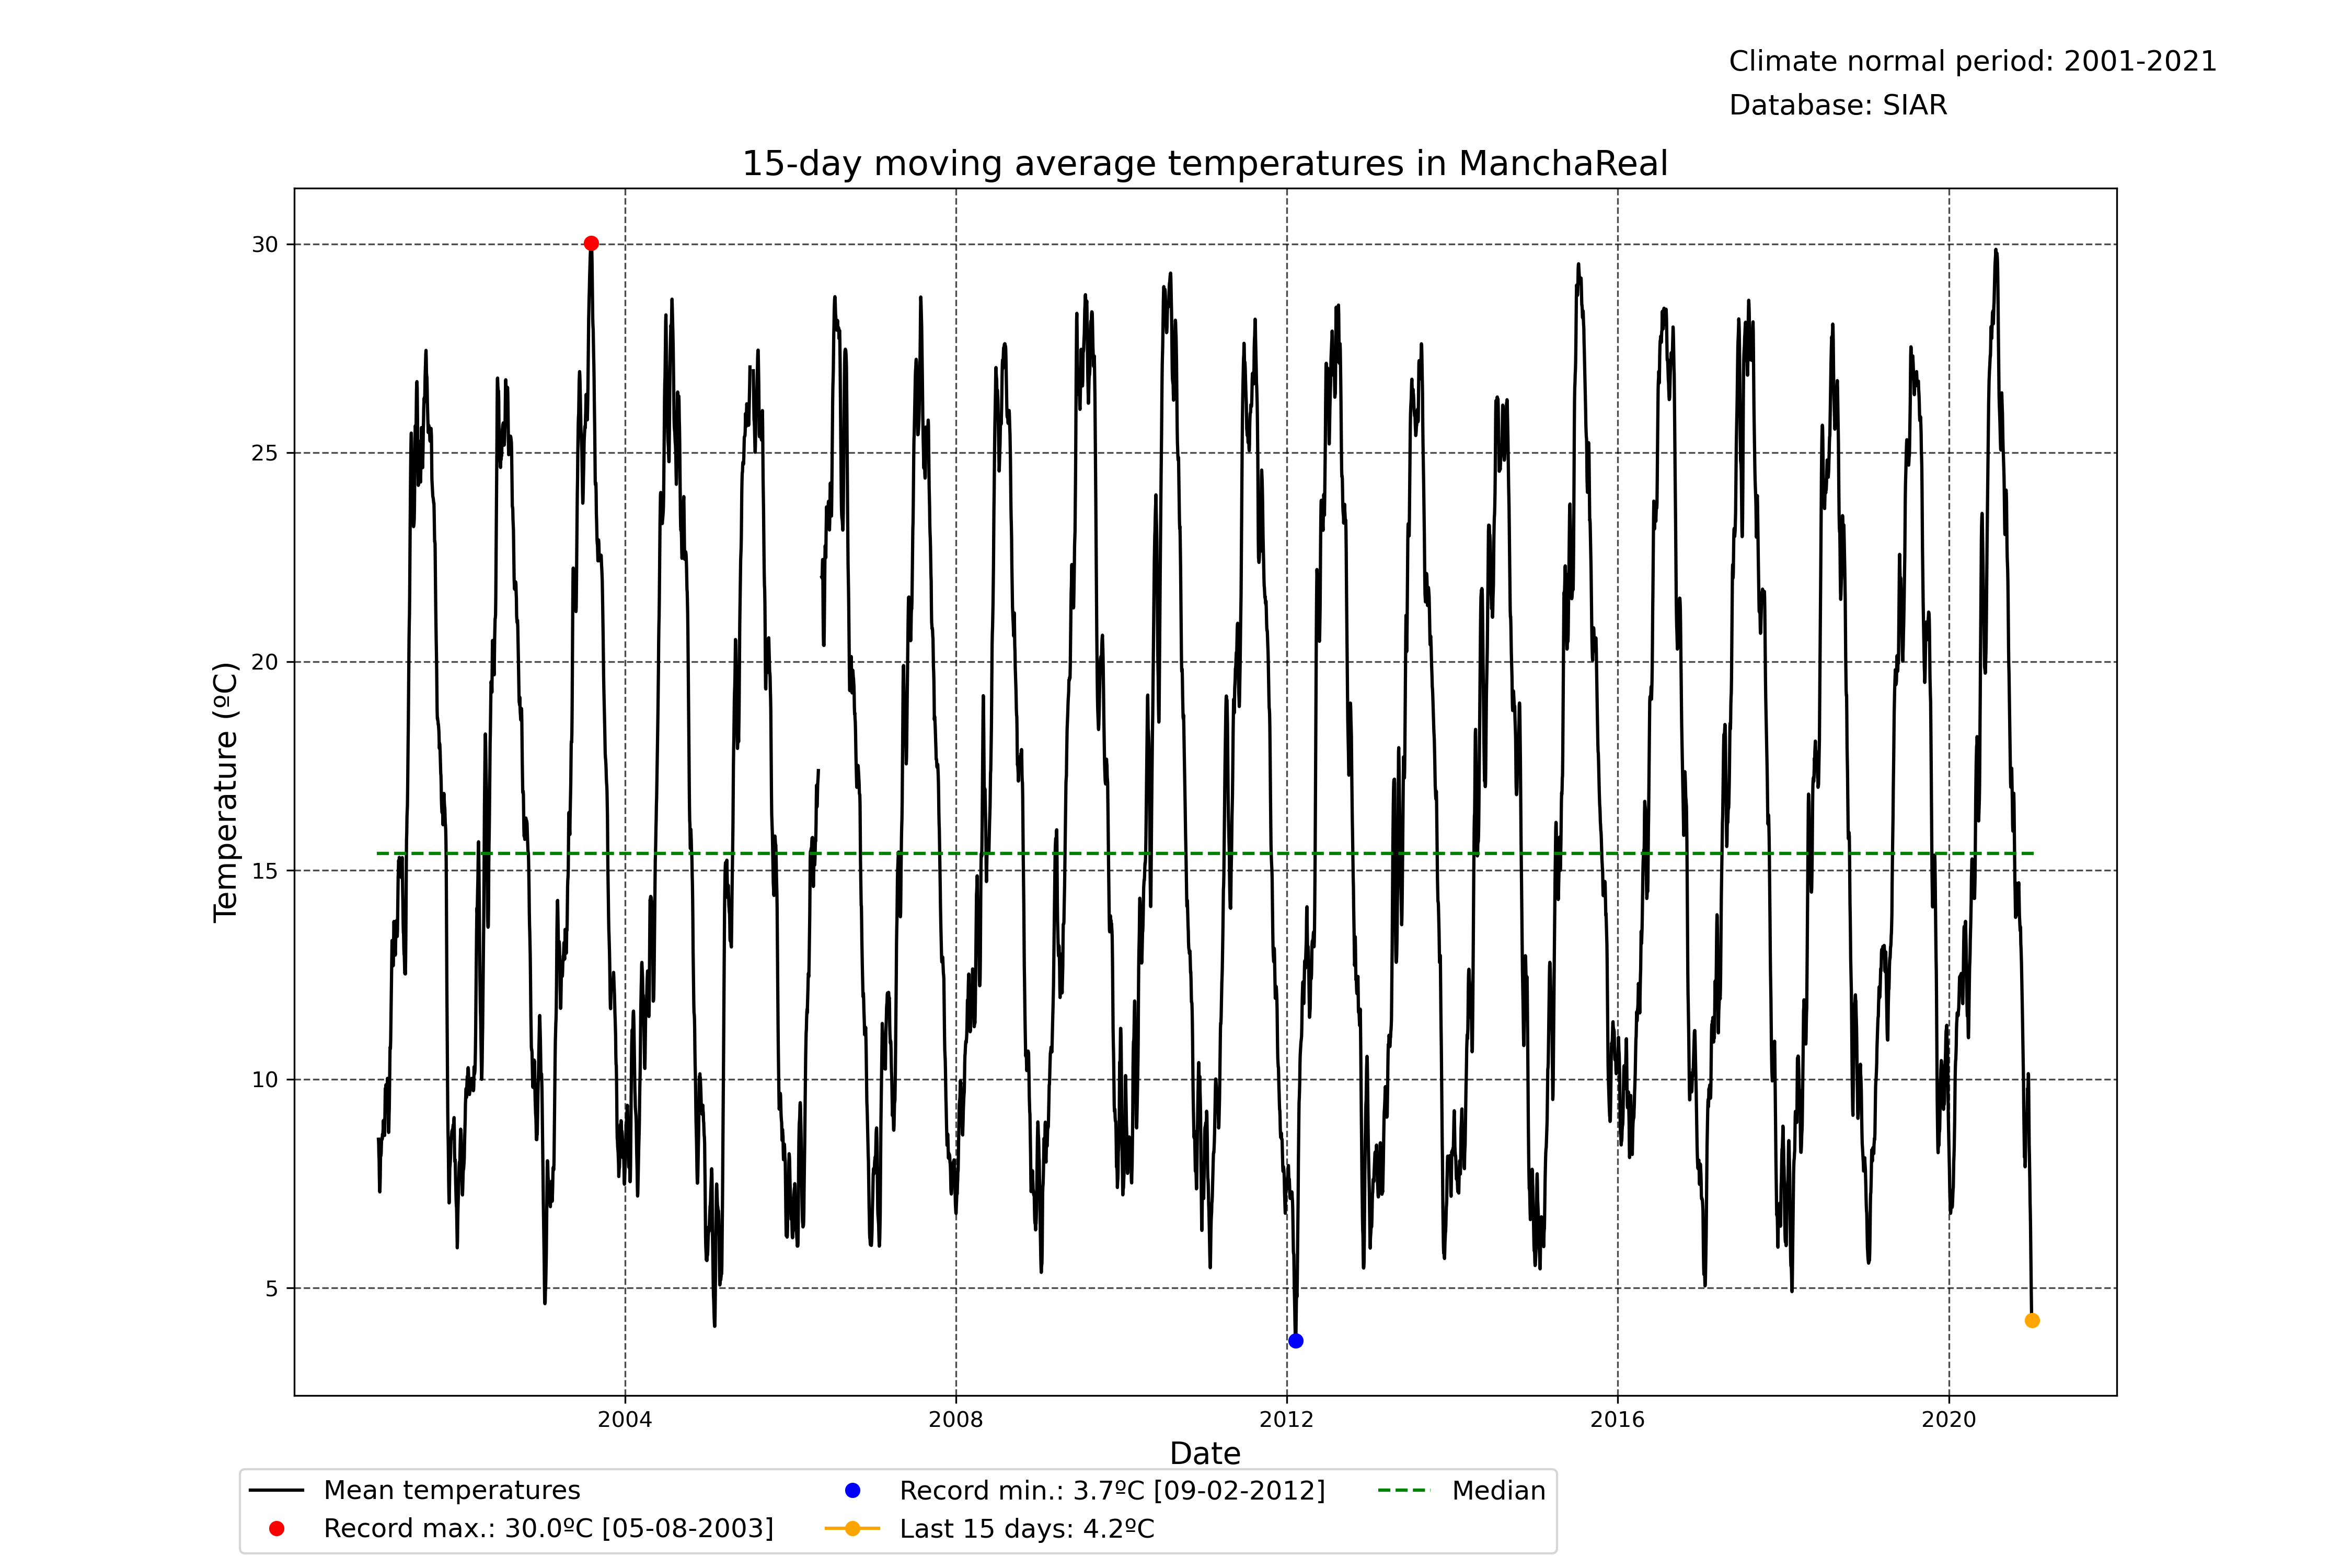 Climate normal period: 2001-2021
Database: SIAR
15-day moving average temperatures in ManchaReal
30
25
20
15
10
5
Temperature (ºC)
2004 2008 2012 2016 2020
Date
Mean temperatures
Record max.: 30.0ºC [05-08-2003]
Record min.: 3.7ºC [09-02-2012]
Last 15 days: 4.2ºC
Median